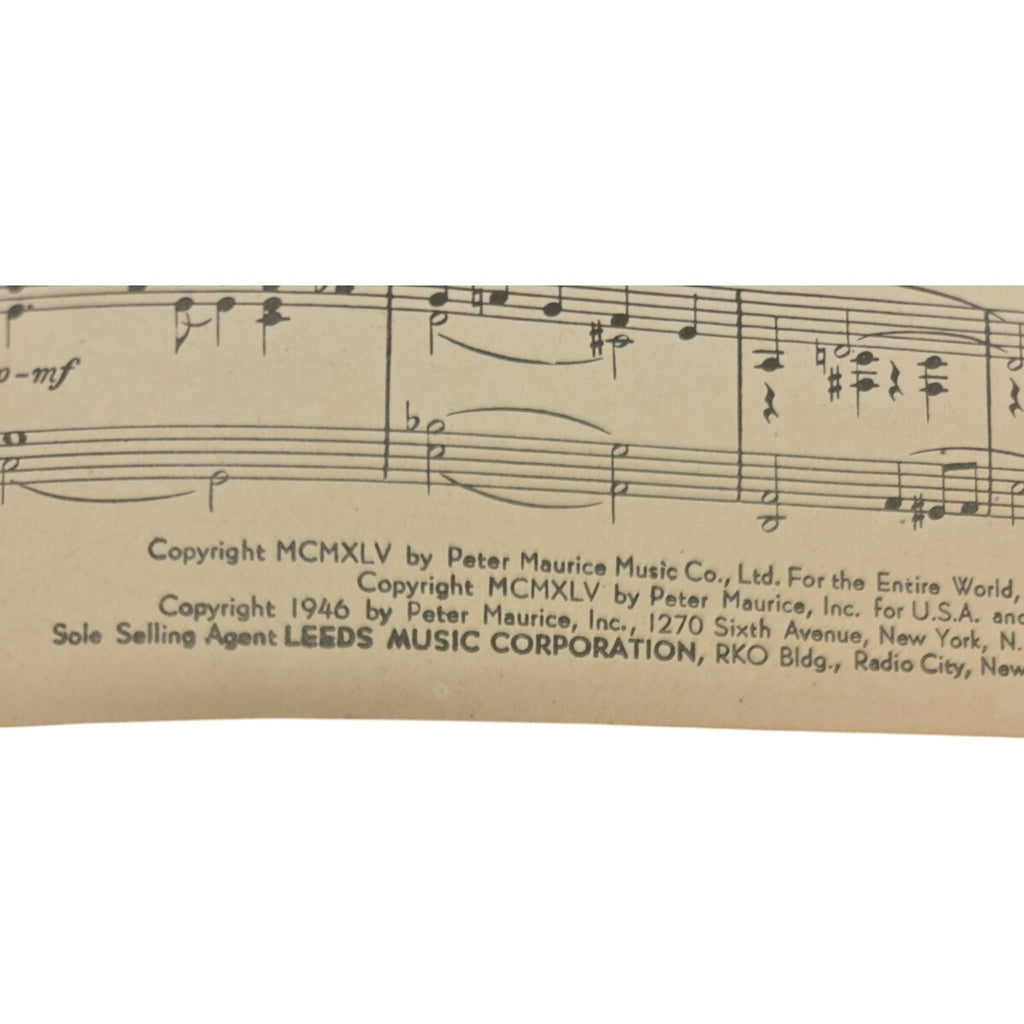 -mf
Copyright MCMXLV by Peter Maurice Music Co., Ltd. For the Entire World,
Copyright MCMXLV by Peter Maurice, Inc. for U.S.A. and
Copyright 1946 by Peter Maurice, Inc., 1270 Sixth Avenue, New York, N.
Sole Selling Agent LEEDS MUSIC CORPORATION, RKO Bldg., Radio City, New